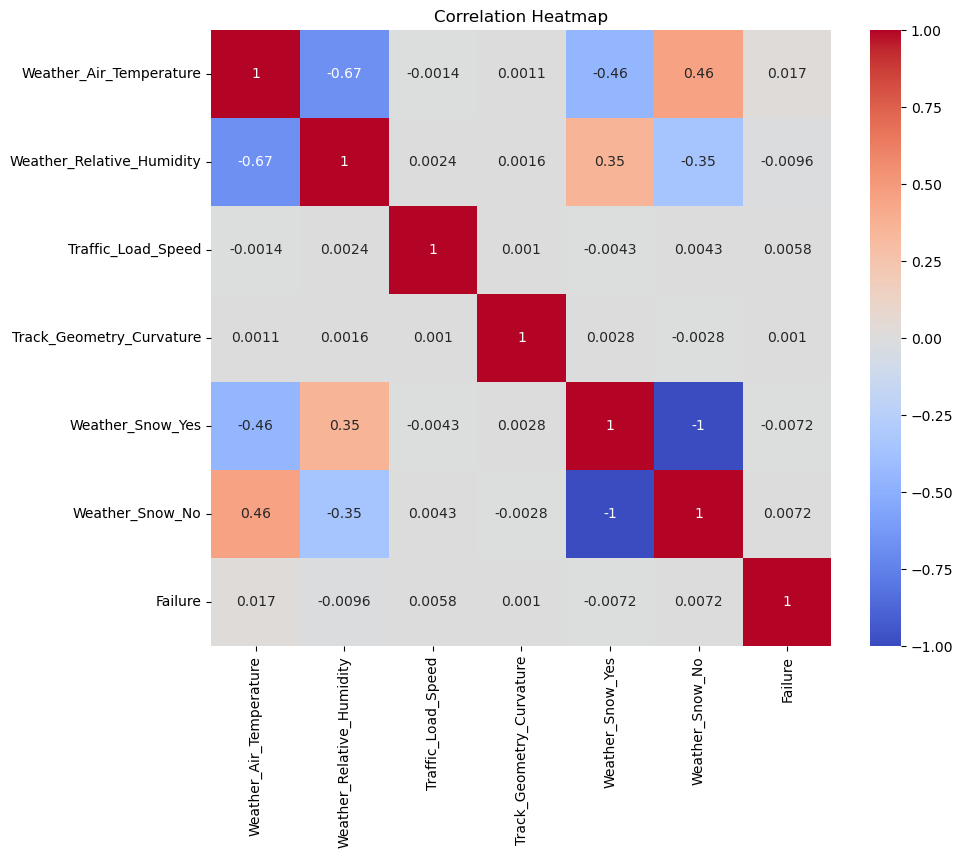 Correlation Heatmap
Weather_Air_Temperature 1 -0.67 -0.0014 0.0011 -0.46 0.46 0.017
Weather_Relative_Humidity -0.67 1 0.0024 0.0016 0.35 -0.35 -0.0096
Traffic_Load_Speed -0.0014 0.0024 1 0.001 -0.0043 0.0043 0.0058
Track_Geometry_Curvature 0.0011 0.0016 0.001 1 0.0028 -0.0028 0.001
Weather_Snow_Yes -0.46 0.35 -0.0043 0.0028 1 -1 -0.0072
Weather_Snow_No 0.46 -0.35 0.0043 -0.0028 -1 1 0.0072
Failure 0.017 -0.0096 0.0058 0.001 -0.0072 0.0072 1
Weather_Air_Temperature
Weather_Relative_Humidity
Traffic_Load_Speed
Track_Geometry_Curvature
Weather_Snow_Yes
Weather_Snow_No
Failure
1.00
0.75
0.50
0.25
0.00
−0.25
−0.50
−0.75
−1.00